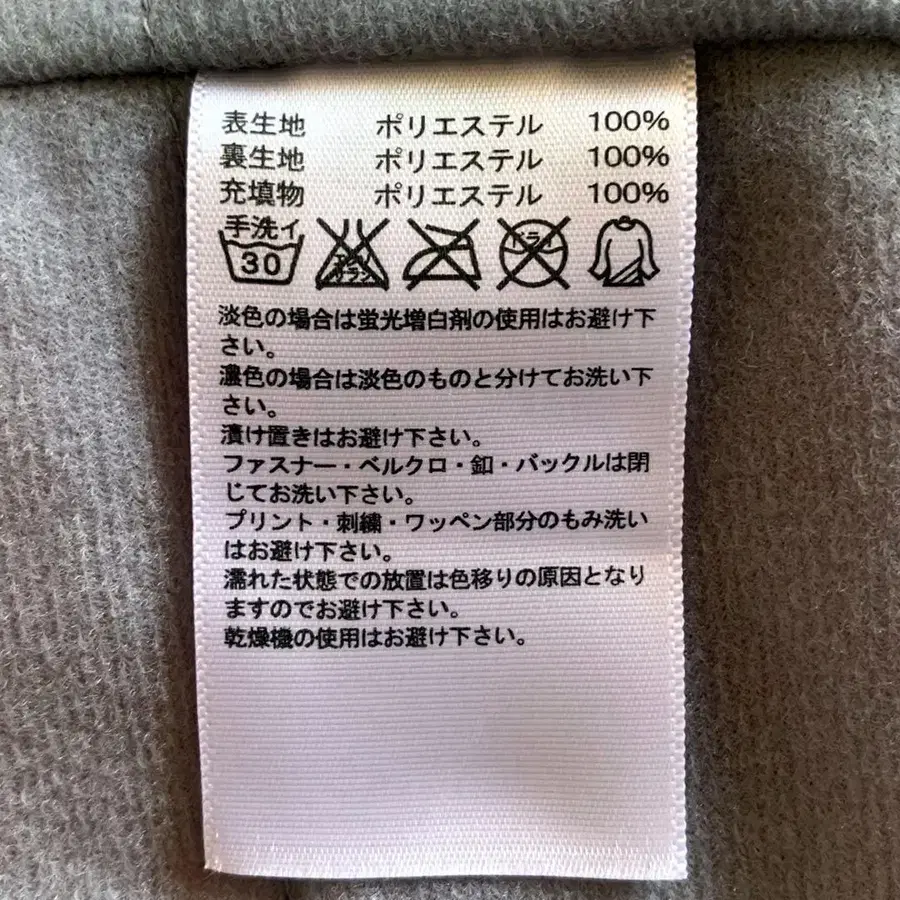 表生地 ポリエステル 100%
裏生地 ポリエステル 100%
充填物 ポリエステル 100%
手洗イ
30
エンソ
サラシ
ドライ
淡色の場合は蛍光増白剤の使用はお避け下
さい。
濃色の場合は淡色のものと分けてお洗い下
さい。
漬け置きはお避け下さい。
ファスナー・ベルクロ・釦・バックルは閉
じてお洗い下さい。
プリント・刺繍・ワッペン部分のもみ洗い
はお避け下さい。
濡れた状態での放置は色移りの原因となり
ますのでお避け下さい。
乾燥機の使用はお避け下さい。